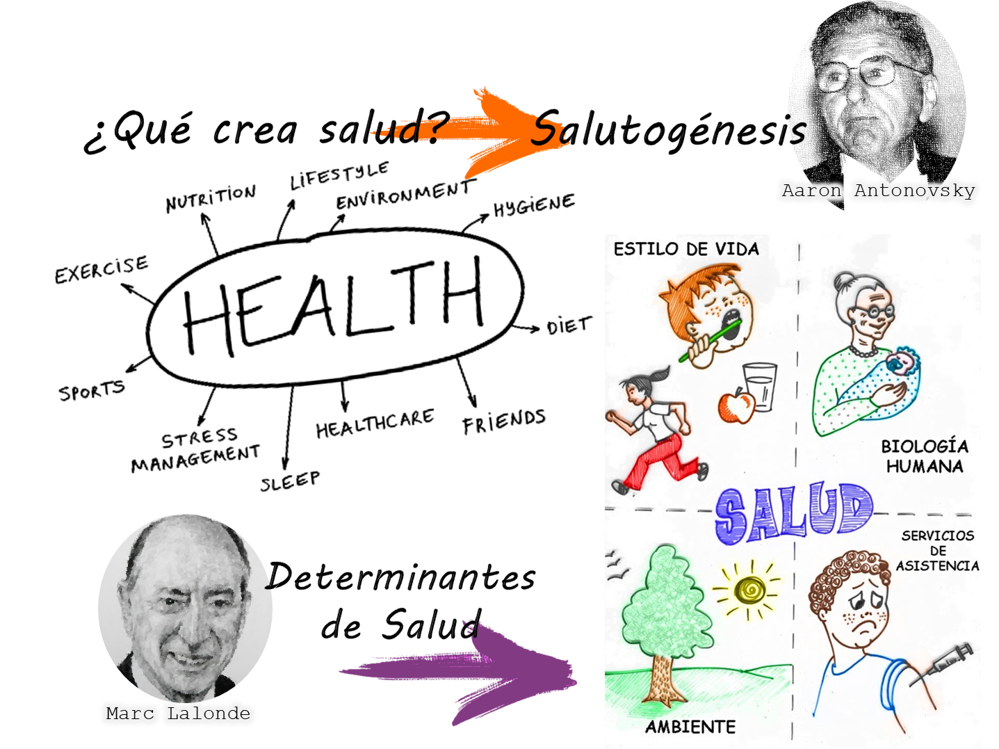 ¿Qué crea salud?
Salutogénesis
Aaron Antonovsky
NUTRITION
LIFESTYLE
ENVIRONMENT
HYGIENE
EXERCISE
HEALTH
DIET
SPORTS
STRESS
MANAGEMENT
SLEEP
HEALTHCARE
FRIENDS
ESTILO DE VIDA
BIOLOGÍA
HUMANA
SALUD
SERVICIOS
DE
ASISTENCIA
AMBIENTE
Determinantes
de Salud
Marc Lalonde